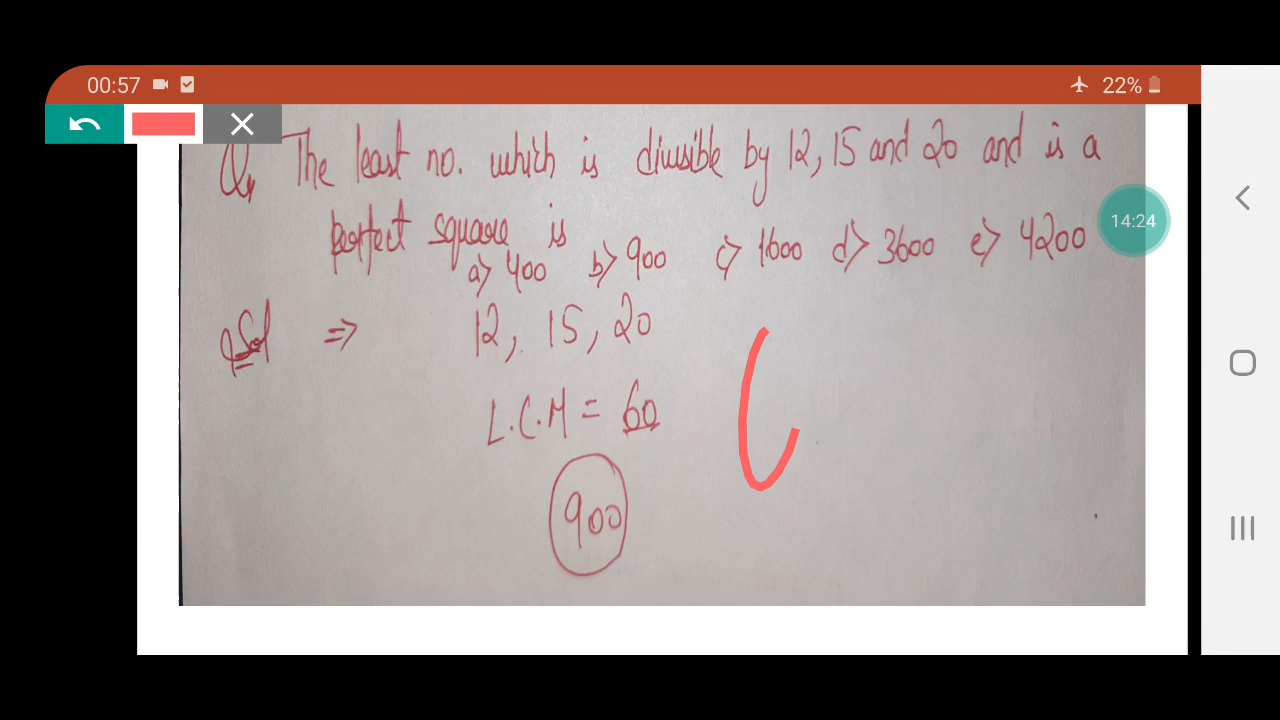 00:57 22%
Q, The least no. which is divisible by 12, 15 and 20 and is a
perfect square is
14:24
a> 400 b> 900 c> 1600 d> 3600 e> 4200
Sol ⇒ 12, 15, 20
L.C.M = 60
900